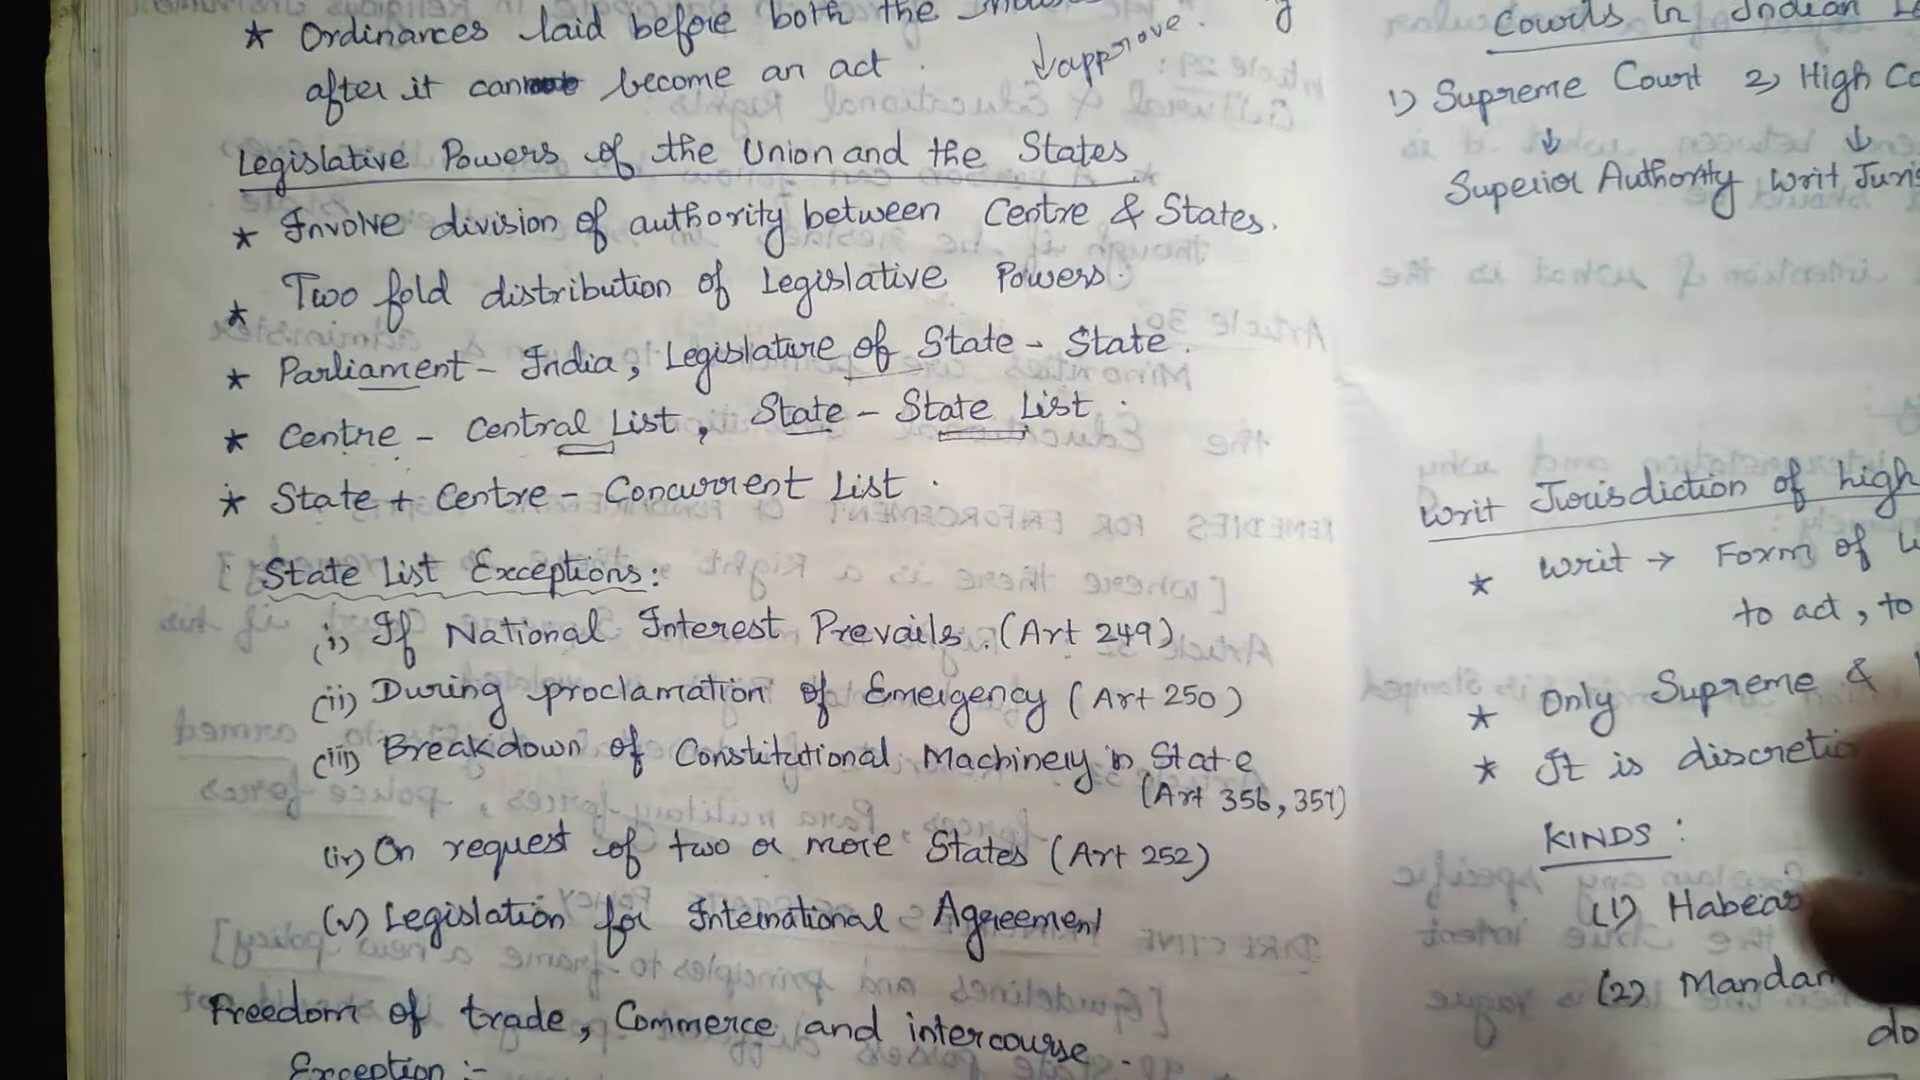 * Ordinances laid before both the
after it can become an act .
↓approve.
Legislative Powers of the Union and the States
* Involve division of authority between Centre & States.
* Two fold distribution of Legislative Powers.
* Parliament - India, Legislature of State - State.
* Centre - Central List, State - State List.
* State + Centre - Concurrent List.
State List Exceptions:
(i) If National Interest Prevails. (Art 249)
(ii) During proclamation of Emergency (Art 250)
(iii) Breakdown of Constitutional Machinery in State
(Art 356, 357)
(iv) On request of two or more States (Art 252)
(v) Legislation for International Agreement
Freedom of trade, Commerce and intercourse.
Exception :-
Courts in Indian
1) Supreme Court 2) High Co
↓ ↓
Superior Authority Writ Juris
Writ Jurisdiction of high
* Writ → Form of
to act, to
* Only Supreme &
* It is discretio
KINDS :
(1) Habeas
(2) Mandam
do